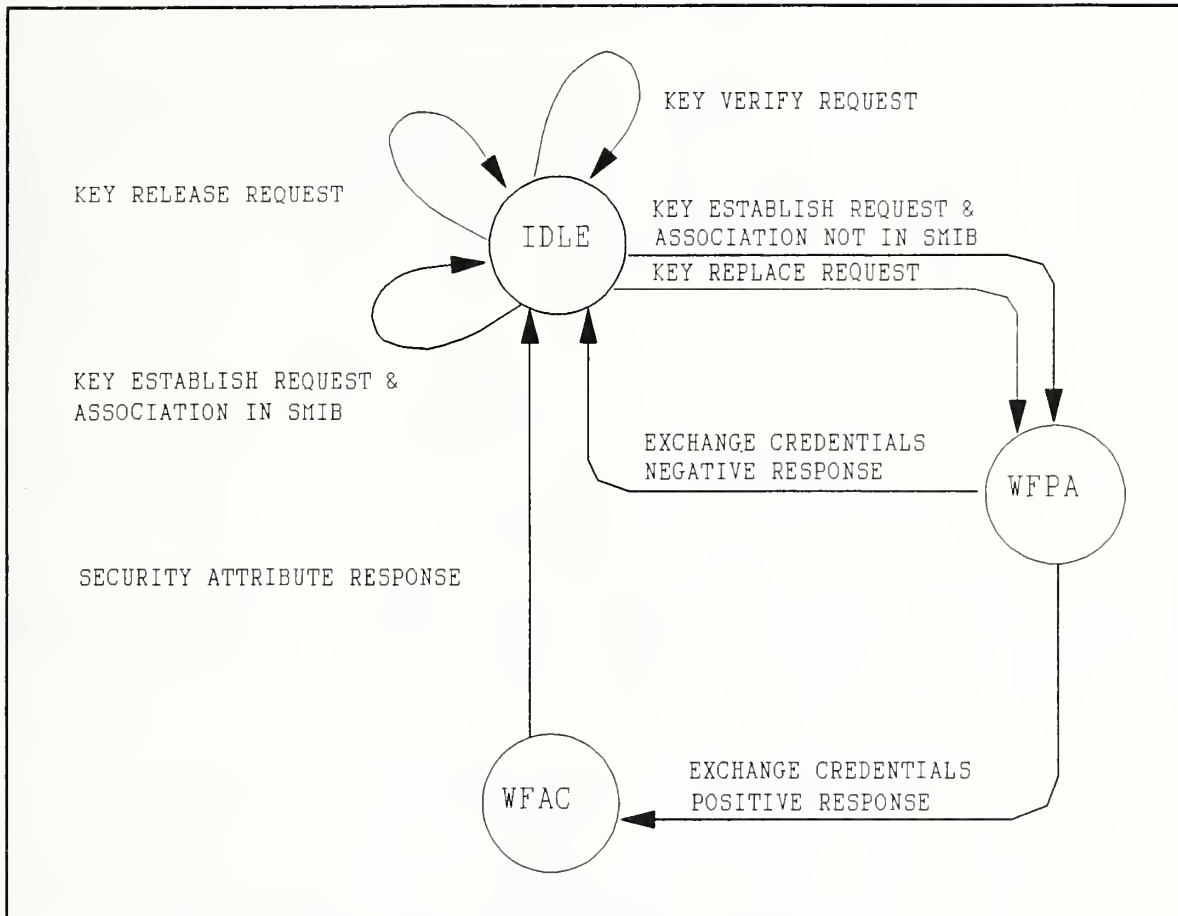 KEY VERIFY REQUEST
KEY RELEASE REQUEST
IDLE
KEY ESTABLISH REQUEST &
ASSOCIATION NOT IN SMIB
KEY REPLACE REQUEST
KEY ESTABLISH REQUEST &
ASSOCIATION IN SMIB
EXCHANGE CREDENTIALS
NEGATIVE RESPONSE
WFPA
SECURITY ATTRIBUTE RESPONSE
EXCHANGE CREDENTIALS
POSITIVE RESPONSE
WFAC